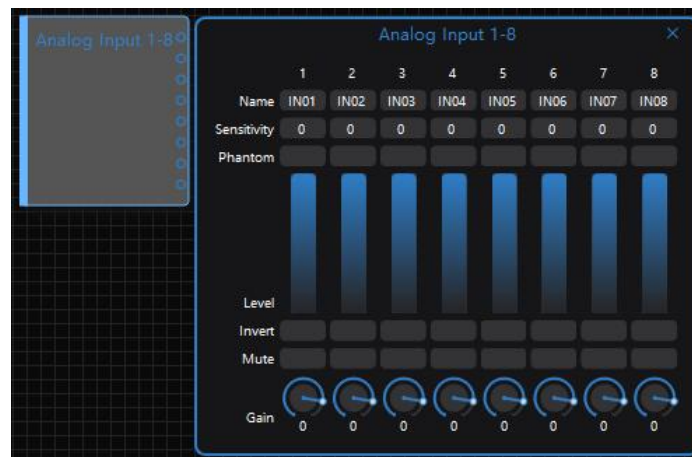 Analog Input 1-8
Analog Input 1-8 ×
1 2 3 4 5 6 7 8
Name IN01 IN02 IN03 IN04 IN05 IN06 IN07 IN08
Sensitivity 0 0 0 0 0 0 0 0
Phantom
Level
Invert
Mute
Gain 0 0 0 0 0 0 0 0